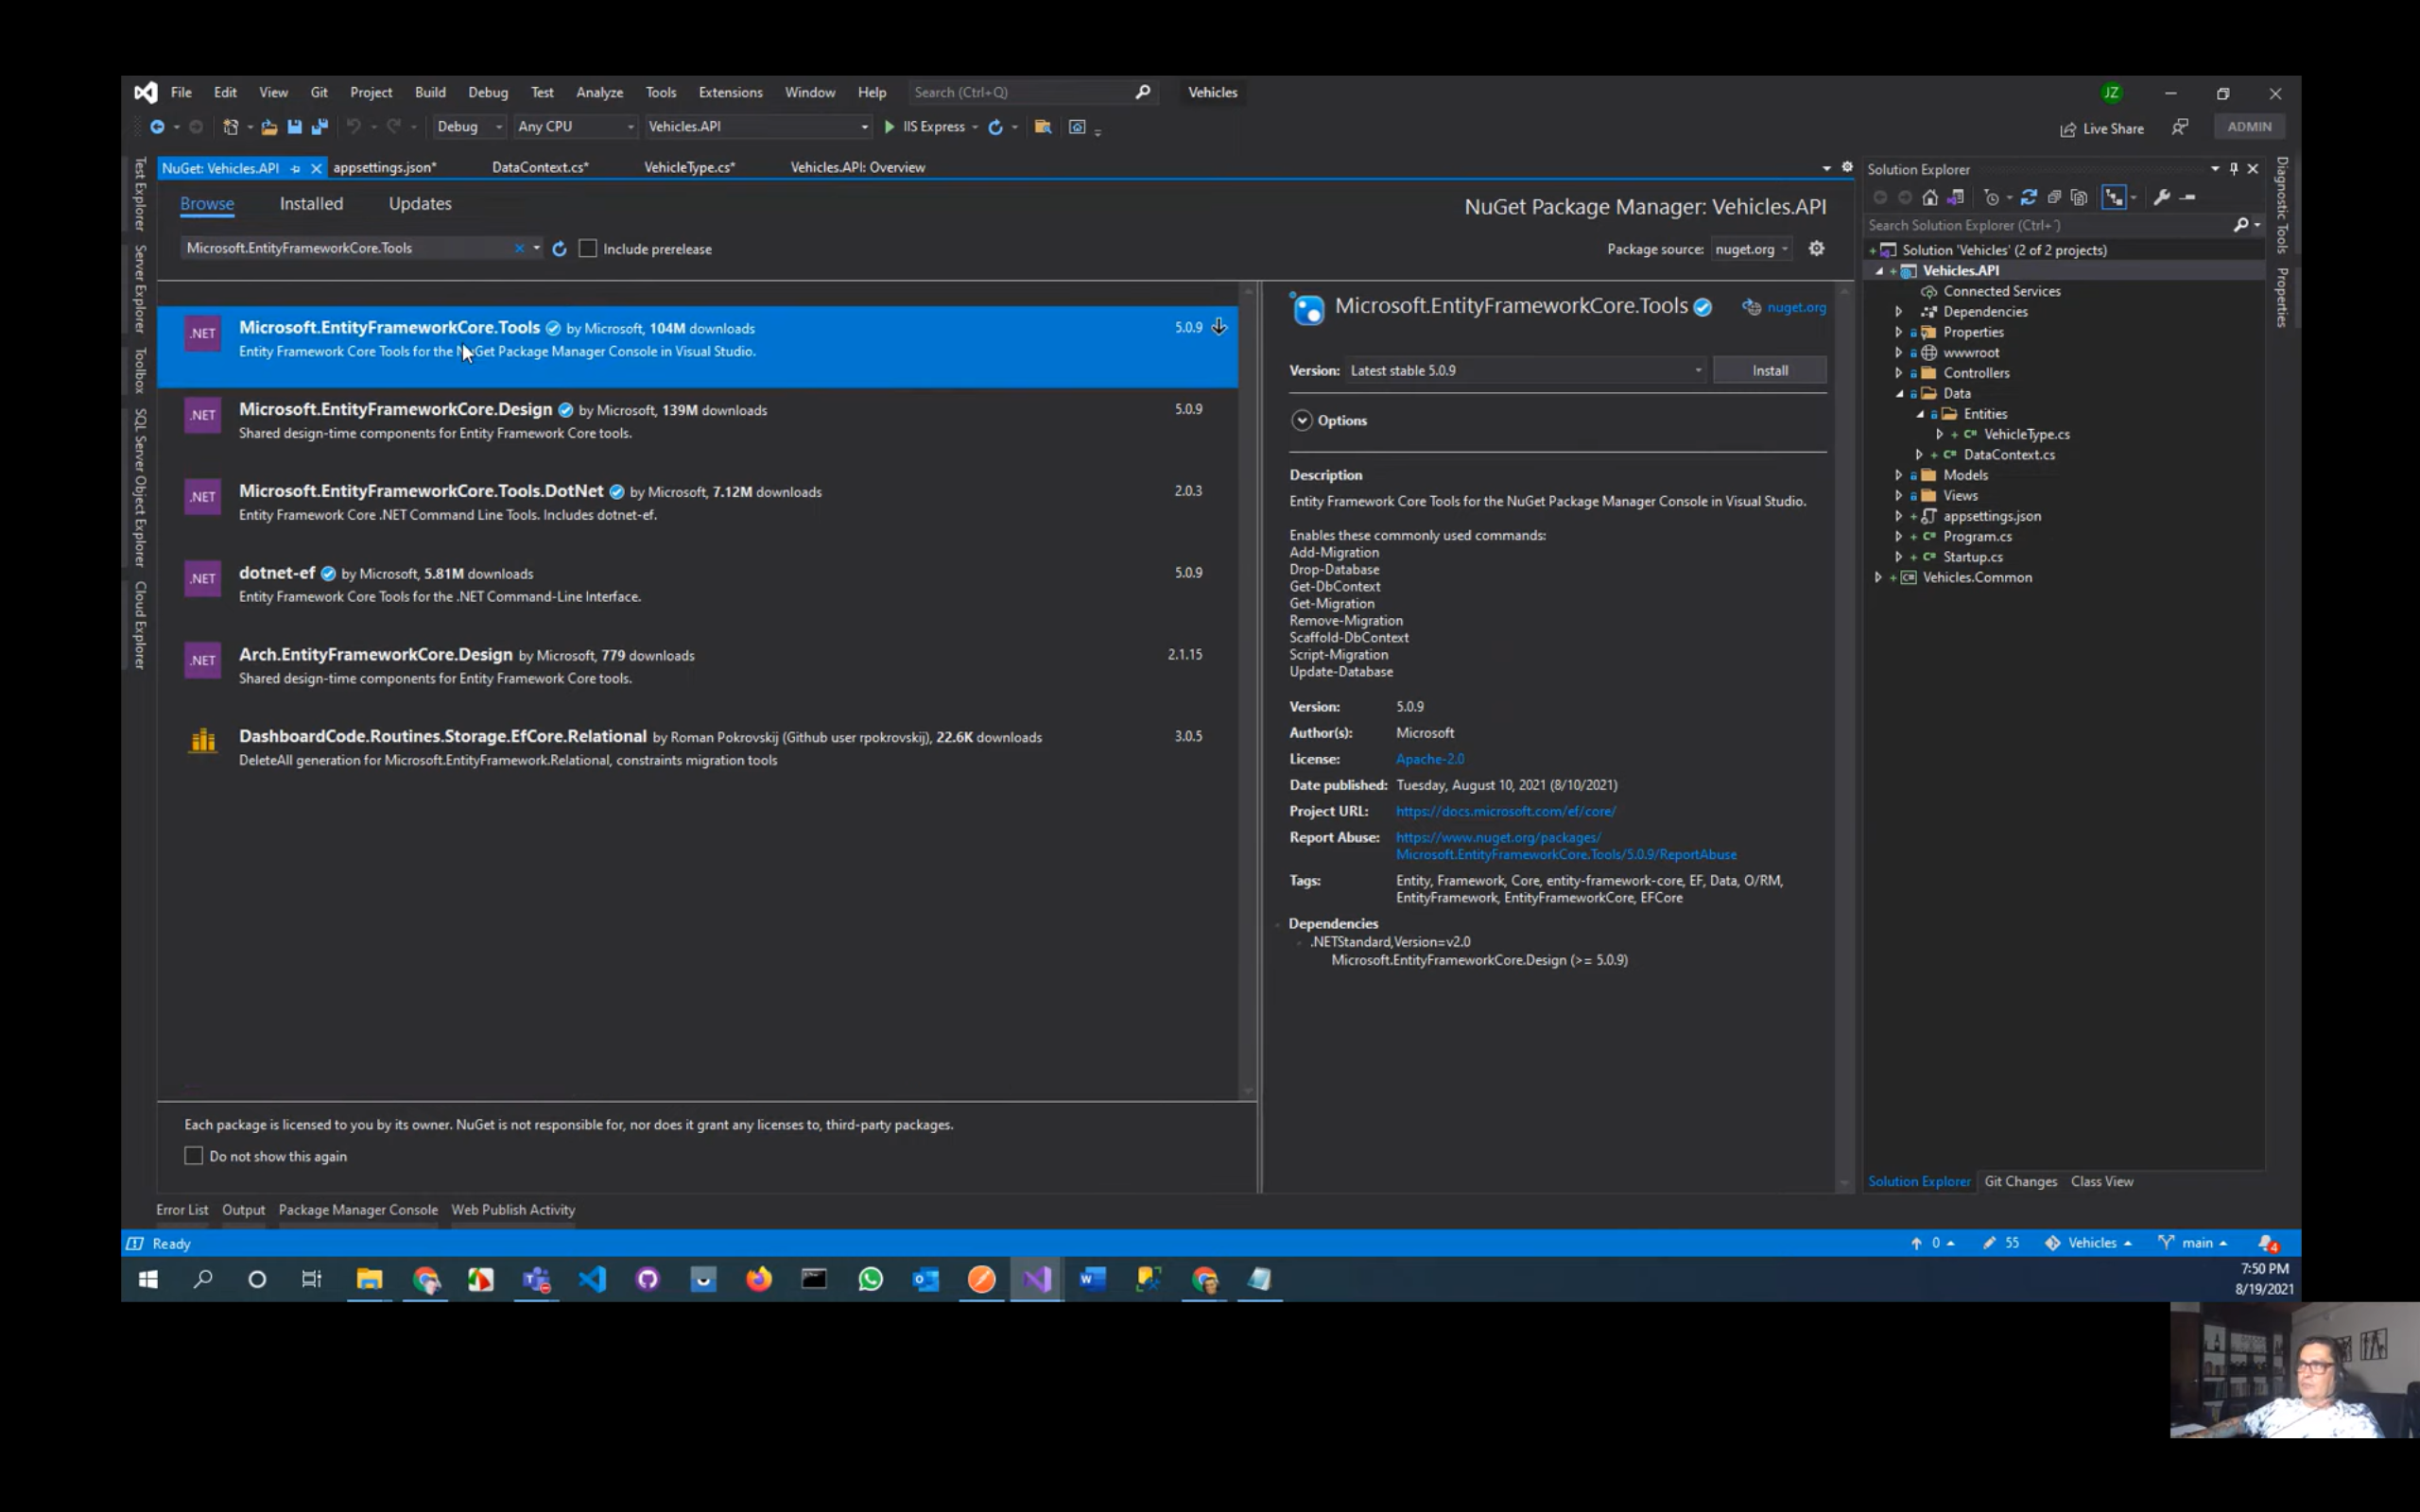 File Edit View Git Project Build Debug Test Analyze Tools Extensions Window Help Search (Ctrl+Q) Vehicles JZ
Debug Any CPU Vehicles.API IIS Express Live Share ADMIN
NuGet: Vehicles.API appsettings.json* DataContext.cs* VehicleType.cs* Vehicles.API: Overview
Test Explorer
Server Explorer
Toolbox
SQL Server Object Explorer
Cloud Explorer
Browse Installed Updates
NuGet Package Manager: Vehicles.API
Microsoft.EntityFrameworkCore.Tools
Include prerelease
Package source: nuget.org
.NET Microsoft.EntityFrameworkCore.Tools by Microsoft, 104M downloads 5.0.9
Entity Framework Core Tools for the NuGet Package Manager Console in Visual Studio.
.NET Microsoft.EntityFrameworkCore.Design by Microsoft, 139M downloads 5.0.9
Shared design-time components for Entity Framework Core tools.
.NET Microsoft.EntityFrameworkCore.Tools.DotNet by Microsoft, 7.12M downloads 2.0.3
Entity Framework Core .NET Command Line Tools. Includes dotnet-ef.
.NET dotnet-ef by Microsoft, 5.81M downloads 5.0.9
Entity Framework Core Tools for the .NET Command-Line Interface.
.NET Arch.EntityFrameworkCore.Design by Microsoft, 779 downloads 2.1.15
Shared design-time components for Entity Framework Core tools.
DashboardCode.Routines.Storage.EfCore.Relational by Roman Pokrovskij (Github user rpokrovskij), 22.6K downloads 3.0.5
DeleteAll generation for Microsoft.EntityFramework.Relational, constraints migration tools
Each package is licensed to you by its owner. NuGet is not responsible for, nor does it grant any licenses to, third-party packages.
Do not show this again
Microsoft.EntityFrameworkCore.Tools nuget.org
Version: Latest stable 5.0.9 Install
Options
Description
Entity Framework Core Tools for the NuGet Package Manager Console in Visual Studio.
Enables these commonly used commands:
Add-Migration
Drop-Database
Get-DbContext
Get-Migration
Remove-Migration
Scaffold-DbContext
Script-Migration
Update-Database
Version: 5.0.9
Author(s): Microsoft
License: Apache-2.0
Date published: Tuesday, August 10, 2021 (8/10/2021)
Project URL: https://docs.microsoft.com/ef/core/
Report Abuse: https://www.nuget.org/packages/
Microsoft.EntityFrameworkCore.Tools/5.0.9/ReportAbuse
Tags: Entity, Framework, Core, entity-framework-core, EF, Data, O/RM,
EntityFramework, EntityFrameworkCore, EFCore
Dependencies
.NETStandard,Version=v2.0
Microsoft.EntityFrameworkCore.Design (>= 5.0.9)
Solution Explorer
Search Solution Explorer (Ctrl+¨)
Solution 'Vehicles' (2 of 2 projects)
Vehicles.API
Connected Services
Dependencies
Properties
wwwroot
Controllers
Data
Entities
VehicleType.cs
DataContext.cs
Models
Views
appsettings.json
Program.cs
Startup.cs
Vehicles.Common
Solution Explorer Git Changes Class View
Diagnostic Tools
Properties
Error List Output Package Manager Console Web Publish Activity
Ready 0 55 Vehicles main 4
7:50 PM
8/19/2021